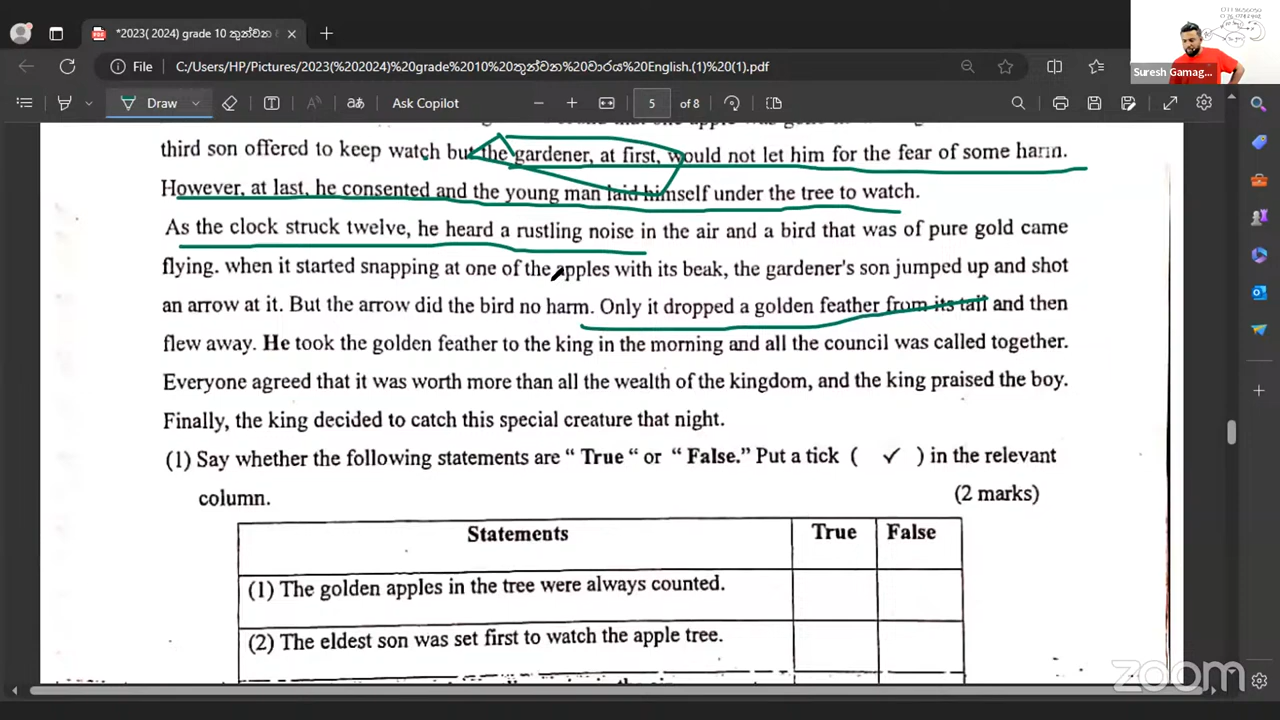 *2023( 2024) grade 10 තුන්වන
File C:/Users/HP/Pictures/2023(%202024)%20grade%2010%20තුන්වන%20වාරය%20English.(1)%20(1).pdf
Draw Ask Copilot 5 of 8
Suresh Gamag...
third son offered to keep watch but the gardener, at first, would not let him for the fear of some harm.
However, at last, he consented and the young man laid himself under the tree to watch.
As the clock struck twelve, he heard a rustling noise in the air and a bird that was of pure gold came
flying. when it started snapping at one of the apples with its beak, the gardener's son jumped up and shot
an arrow at it. But the arrow did the bird no harm. Only it dropped a golden feather from its tail and then
flew away. He took the golden feather to the king in the morning and all the council was called together.
Everyone agreed that it was worth more than all the wealth of the kingdom, and the king praised the boy.
Finally, the king decided to catch this special creature that night.
(1) Say whether the following statements are “ True “ or “ False.” Put a tick ( ✓ ) in the relevant
column. (2 marks)
Statements True False
(1) The golden apples in the tree were always counted.
(2) The eldest son was set first to watch the apple tree.
zoom